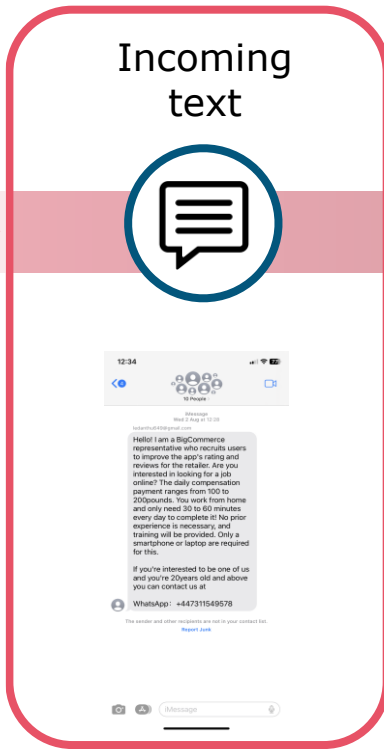 Incoming
text
12:34
10 People
iMessage
Wed 2 Aug at 12:28
Hello! I am a BigCommerce
representative who recruits users
to improve the app's rating and
reviews for the retailer. Are you
interested in looking for a job
online? The daily compensation
payment ranges from 100 to
200pounds. You work from home
and only need 30 to 60 minutes
every day to complete it! No prior
experience is necessary, and
training will be provided. Only a
smartphone or laptop are required
for this.
If you're interested to be one of us
and you're 20years old and above
you can contact us at
WhatsApp: +447311549578
The sender and other recipients are not in your contact list.
Report Junk
iMessage